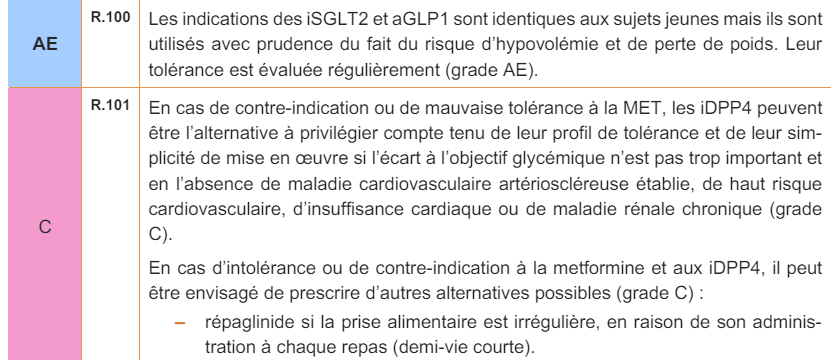 AE
R.100
Les indications des iSGLT2 et aGLP1 sont identiques aux sujets jeunes mais ils sont
utilisés avec prudence du fait du risque d’hypovolémie et de perte de poids. Leur
tolérance est évaluée régulièrement (grade AE).
C
R.101
En cas de contre-indication ou de mauvaise tolérance à la MET, les iDPP4 peuvent
être l’alternative à privilégier compte tenu de leur profil de tolérance et de leur sim-
plicité de mise en œuvre si l’écart à l’objectif glycémique n’est pas trop important et
en l’absence de maladie cardiovasculaire artérioscléreuse établie, de haut risque
cardiovasculaire, d’insuffisance cardiaque ou de maladie rénale chronique (grade
C).
En cas d’intolérance ou de contre-indication à la metformine et aux iDPP4, il peut
être envisagé de prescrire d’autres alternatives possibles (grade C) :
– répaglinide si la prise alimentaire est irrégulière, en raison de son adminis-
tration à chaque repas (demi-vie courte).